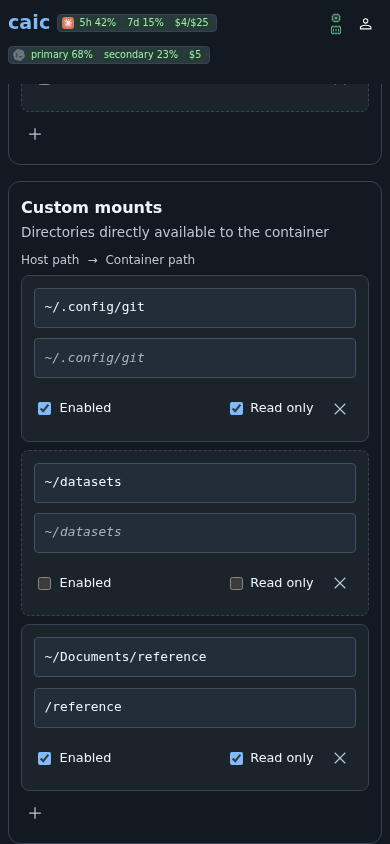 caic 5h 42% 7d 15% $4/$25
primary 68% secondary 23% $5
Custom mounts
Directories directly available to the container
Host path → Container path
~/.config/git
~/.config/git
Enabled Read only
~/datasets
~/datasets
Enabled Read only
~/Documents/reference
/reference
Enabled Read only